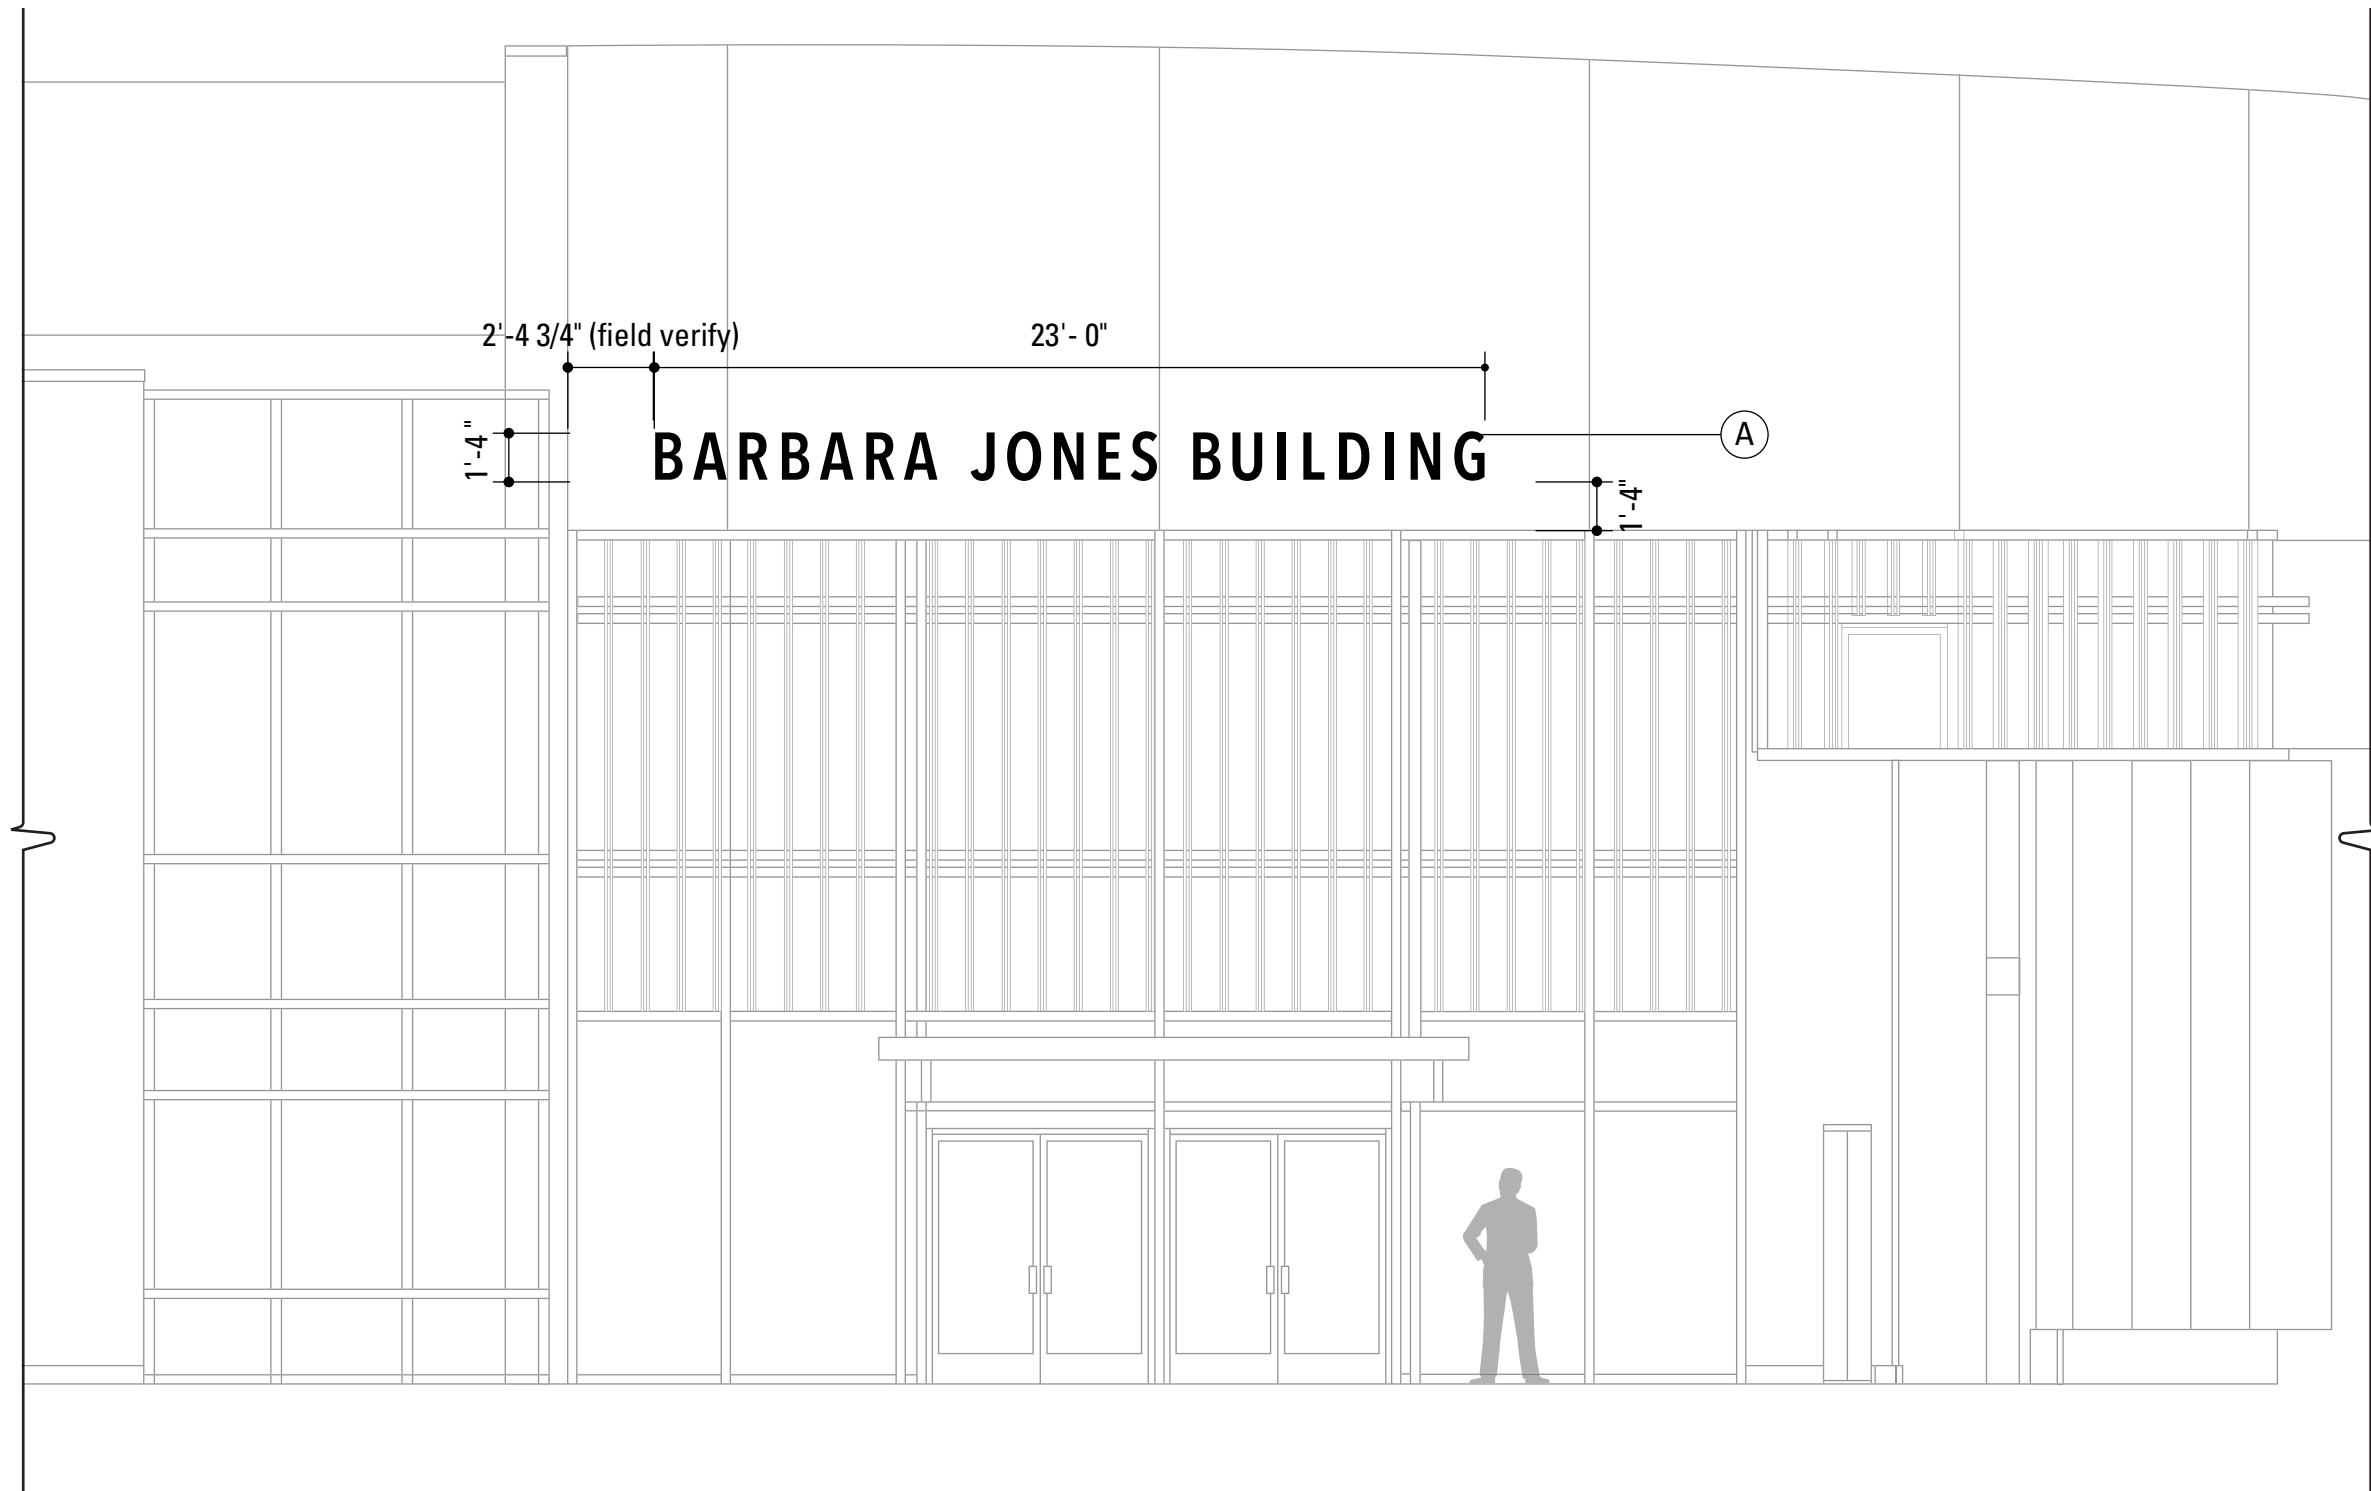 2'-4 3/4" (field verify)
23'- 0"
1'-4"
BARBARA JONES BUILDING
A
1'-4"